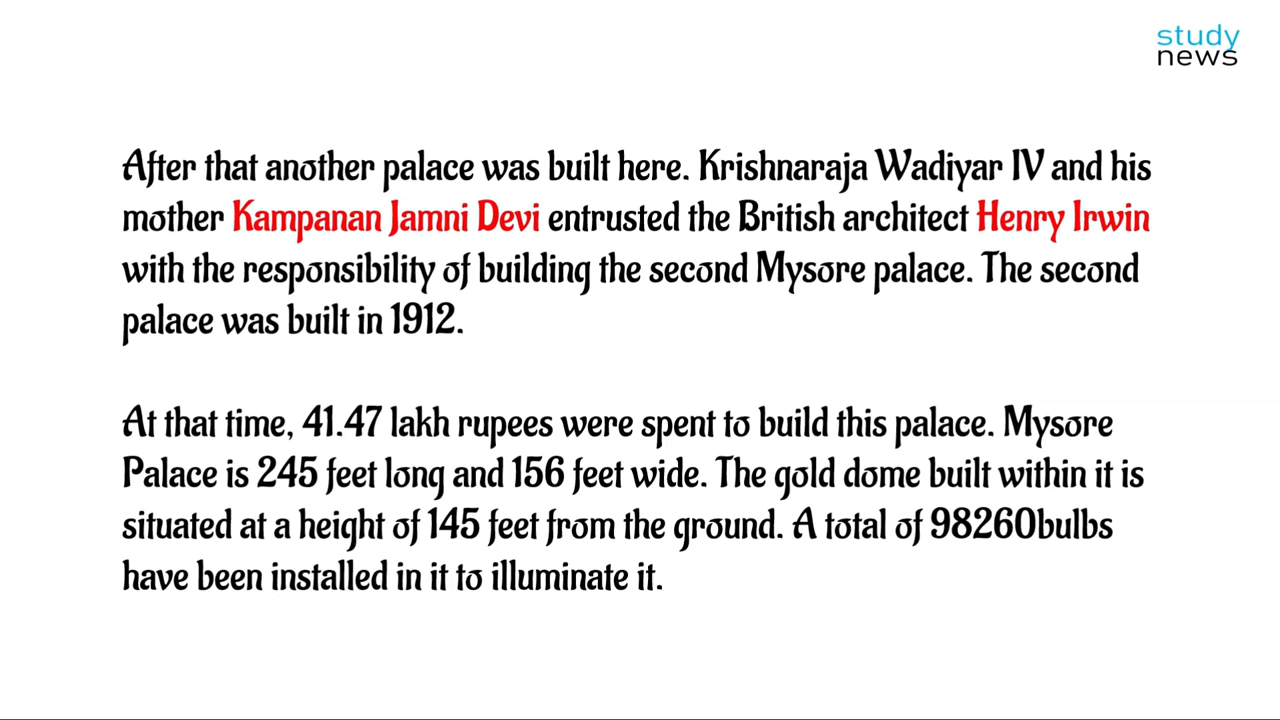 study
news
After that another palace was built here. Krishnaraja Wadiyar IV and his
mother Kampanan Jamni Devi entrusted the British architect Henry Irwin
with the responsibility of building the second Mysore palace. The second
palace was built in 1912.
At that time, 41.47 lakh rupees were spent to build this palace. Mysore
Palace is 245 feet long and 156 feet wide. The gold dome built within it is
situated at a height of 145 feet from the ground. A total of 98260bulbs
have been installed in it to illuminate it.